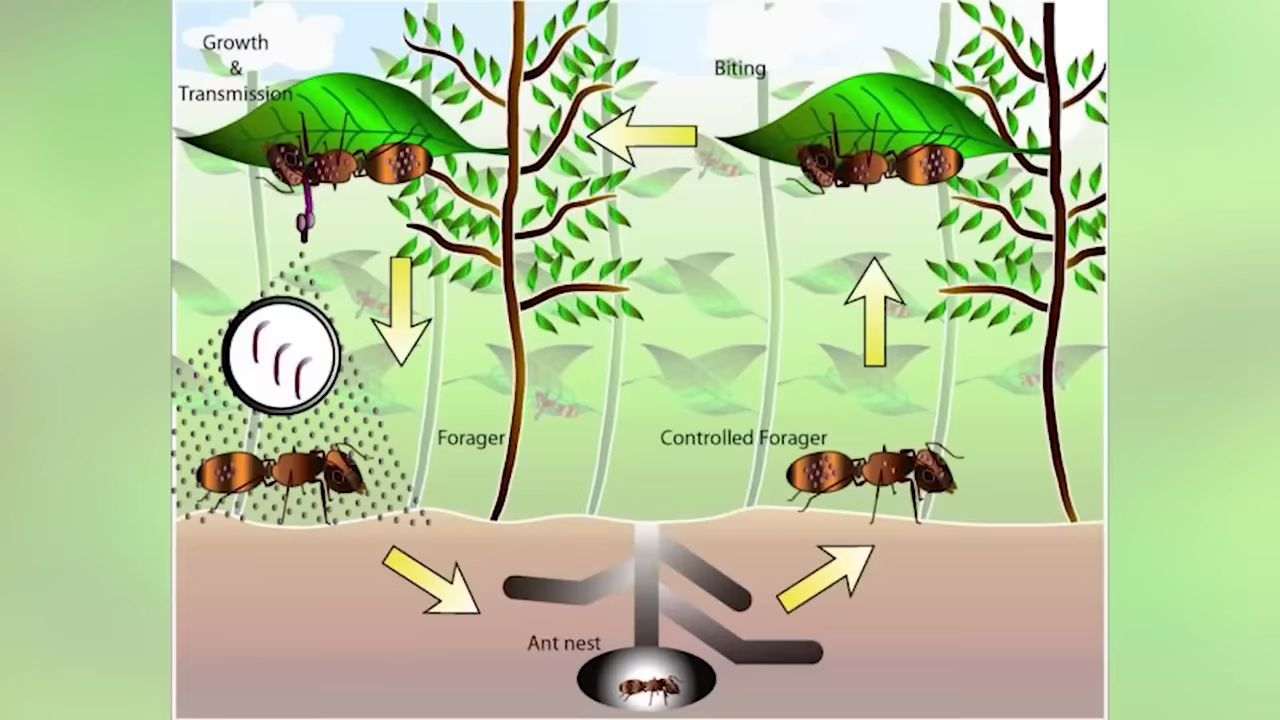 Growth
&
Transmission
Biting
Forager
Controlled Forager
Ant nest